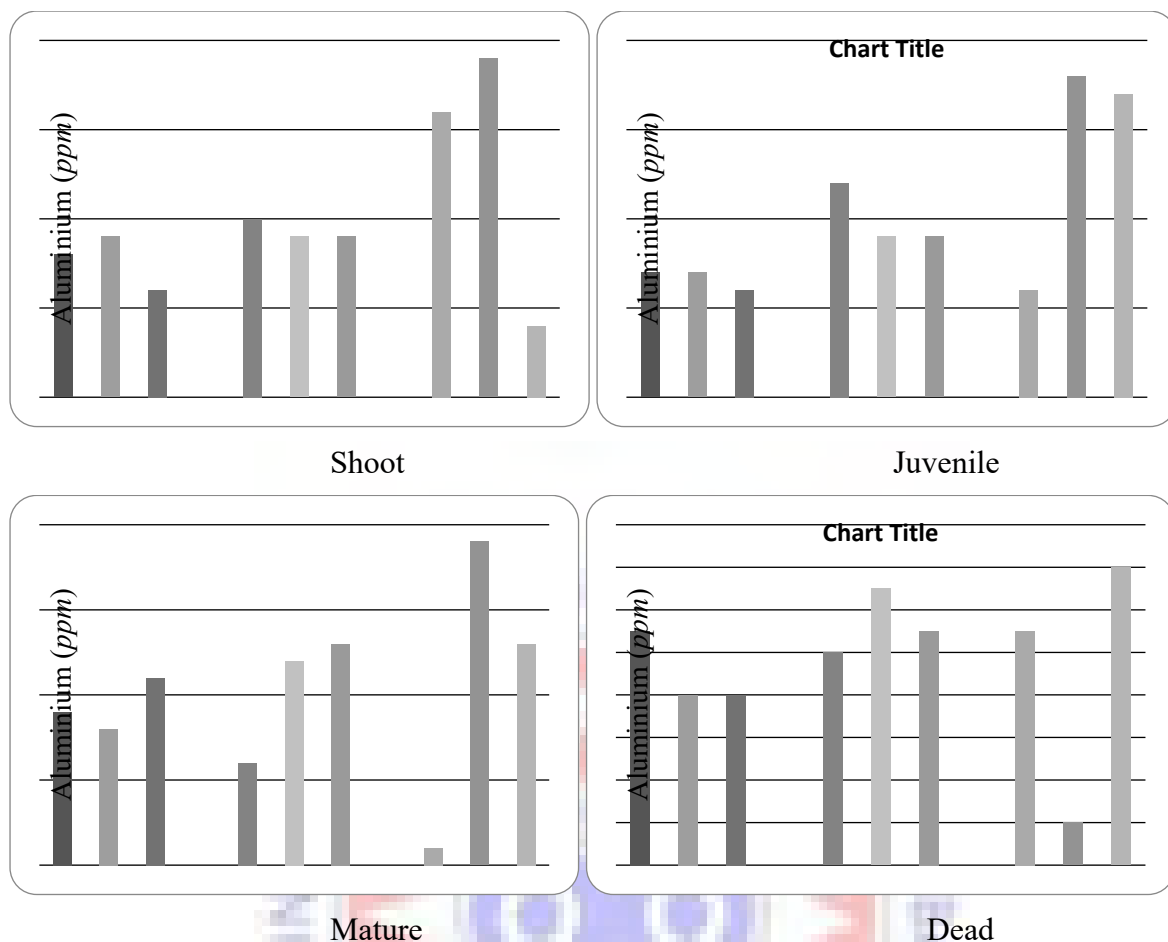 Chart Title
Aluminium (ppm)
Aluminium (ppm)
Shoot
Juvenile
Chart Title
Aluminium (ppm)
Aluminium (ppm)
Mature
Dead